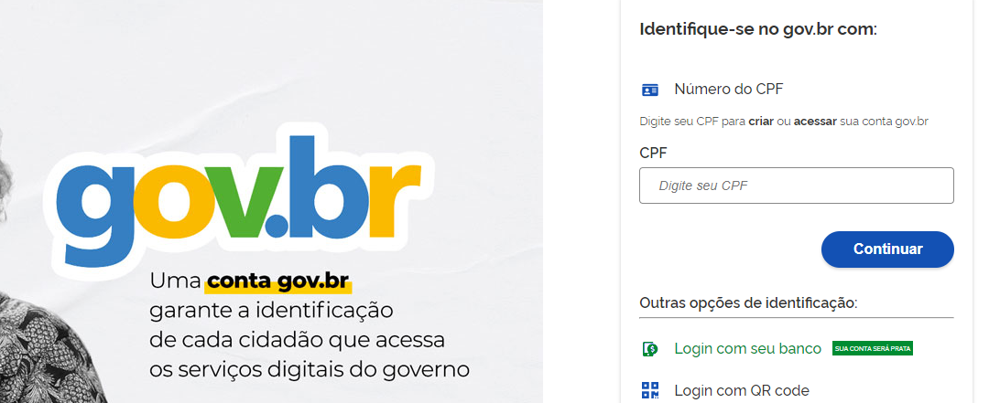 gov.br
Uma conta gov.br
garante a identificação
de cada cidadão que acessa
os serviços digitais do governo
Identifique-se no gov.br com:
Número do CPF
Digite seu CPF para criar ou acessar sua conta gov.br
CPF
Digite seu CPF
Continuar
Outras opções de identificação:
Login com seu banco SUA CONTA SERÁ PRATA
Login com QR code